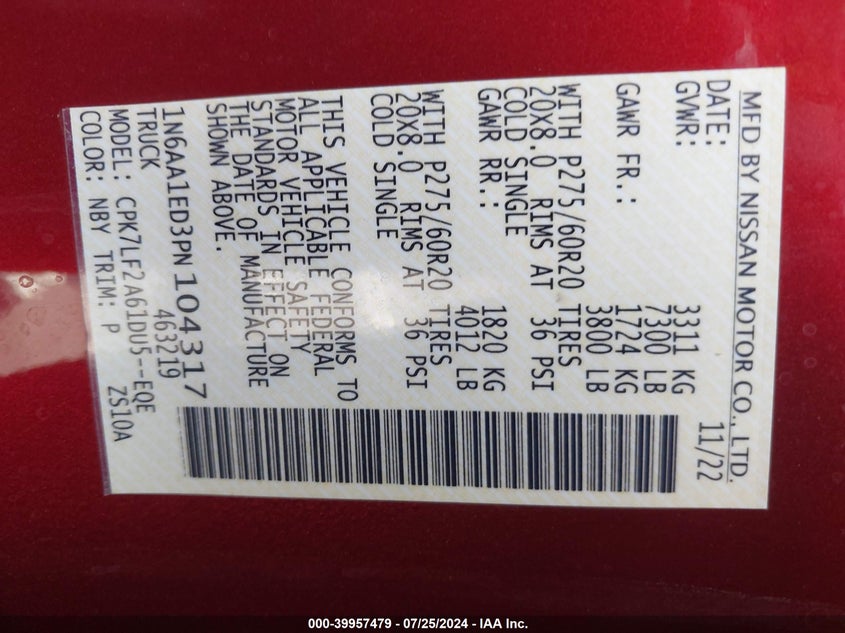 MFD BY NISSAN MOTOR CO., LTD.
DATE: 11/22
GVWR: 3311 KG
7300 LB
GAWR FR.: 1724 KG
3800 LB
WITH P275/60R20 TIRES
20X8.0 RIMS AT 36 PSI
COLD SINGLE
GAWR RR.: 1820 KG
4012 LB
WITH P275/60R20 TIRES
20X8.0 RIMS AT 36 PSI
COLD SINGLE
THIS VEHICLE CONFORMS TO
ALL APPLICABLE FEDERAL
MOTOR VEHICLE SAFETY
STANDARDS IN EFFECT ON
THE DATE OF MANUFACTURE
SHOWN ABOVE.
1N6AA1ED3PN104317
TRUCK 463219
MODEL: CPK7LF2A61DU5--EQE
COLOR: NBY TRIM: P ZS10A
000-39957479 - 07/25/2024 - IAA Inc.